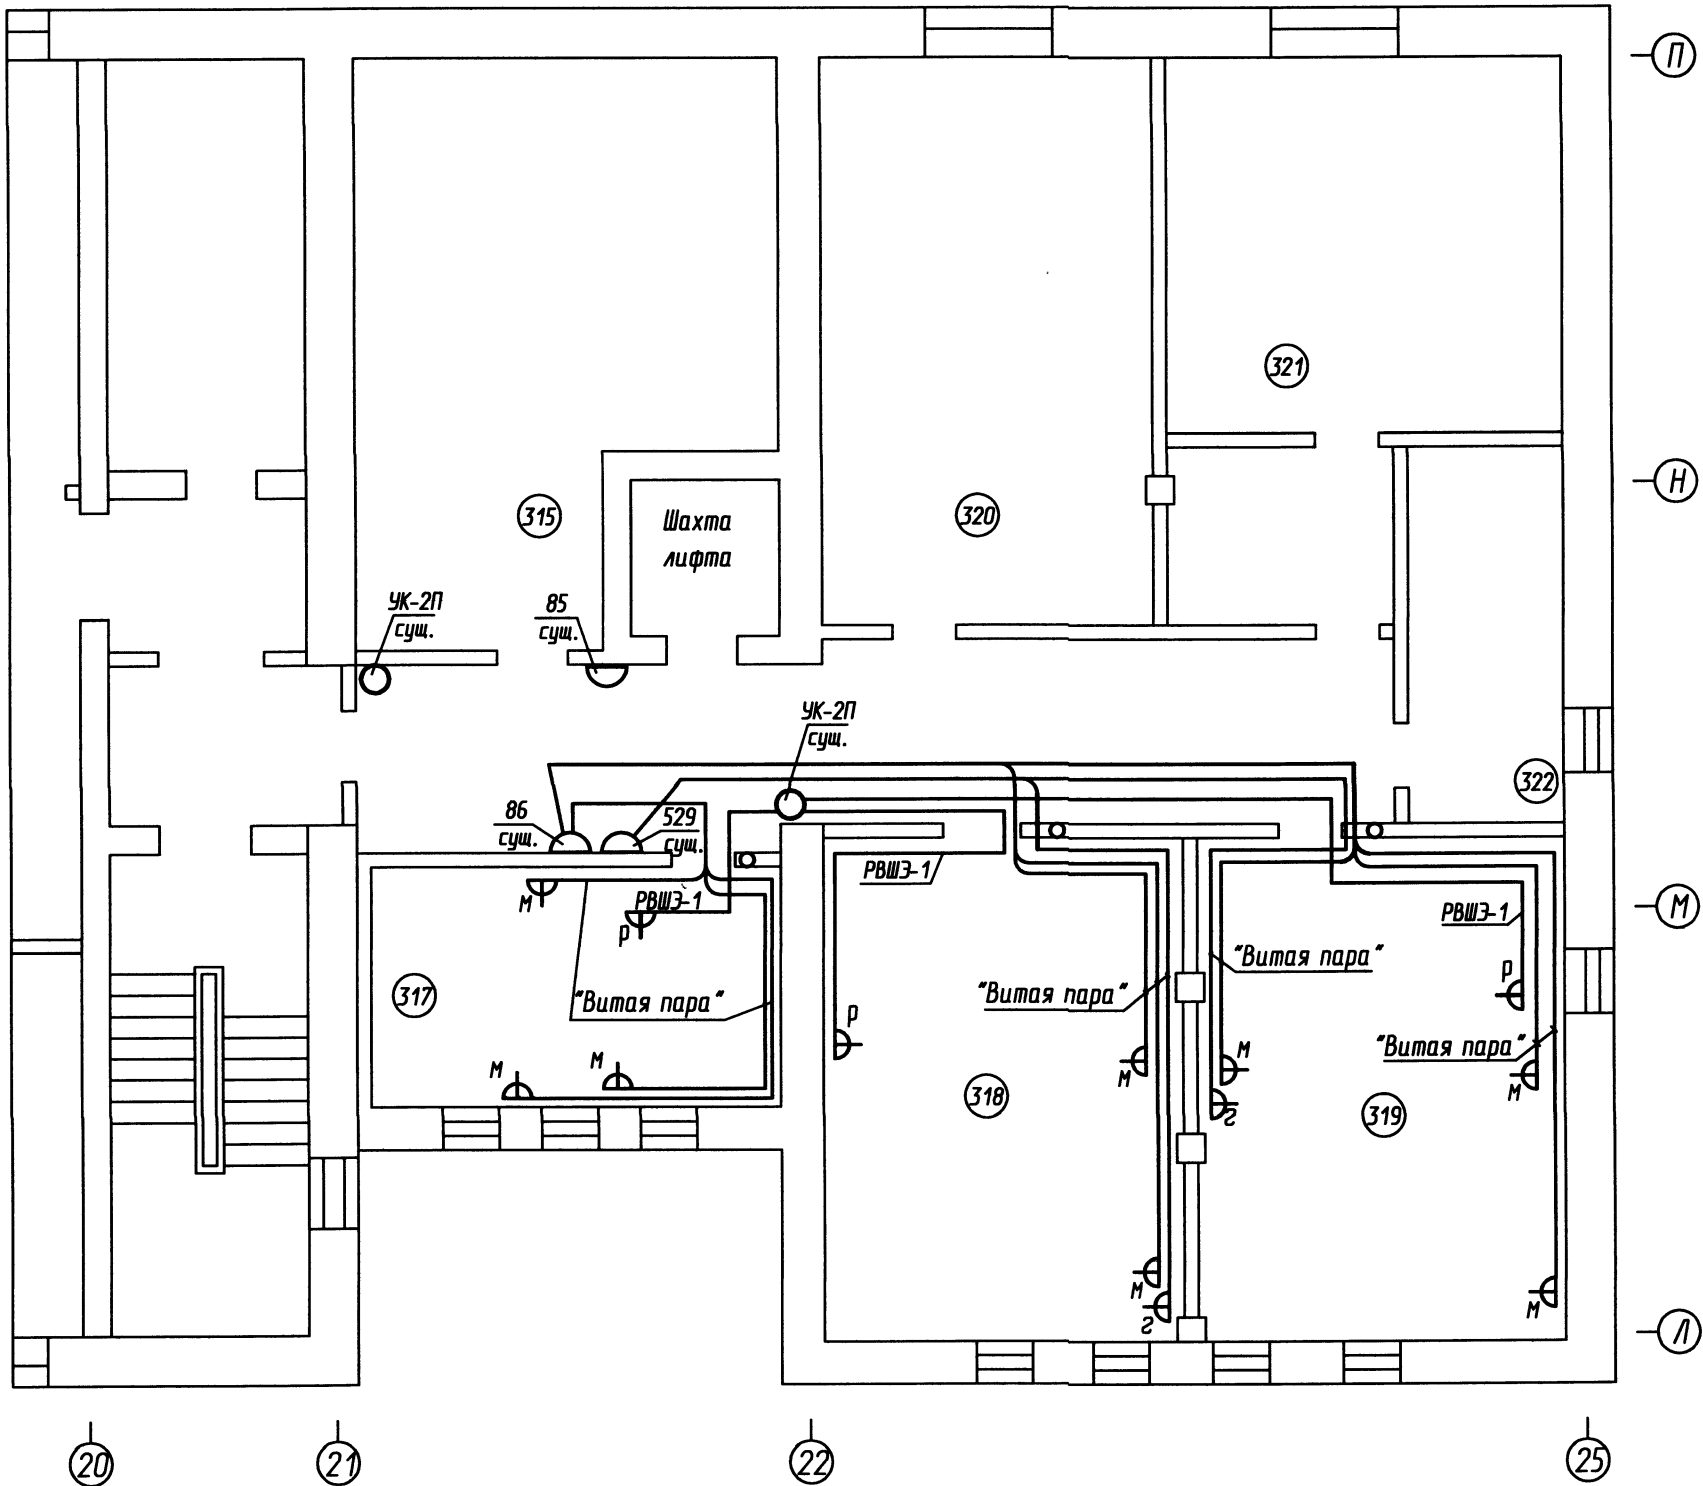 П
321
Н
315
Шахта
лифта
320
УК-2П
сущ.
85
сущ.
УК-2П
сущ.
322
86
сущ.
529
сущ.
РВШЭ-1
М
РВШЭ-1
Р
РВШЭ-1
М
"Витая пара"
"Витая пара"
Р
317
"Витая пара"
Р
"Витая пара"
М
М
М
М
М
318
г
319
М
М
г
М
Л
20
21
22
25